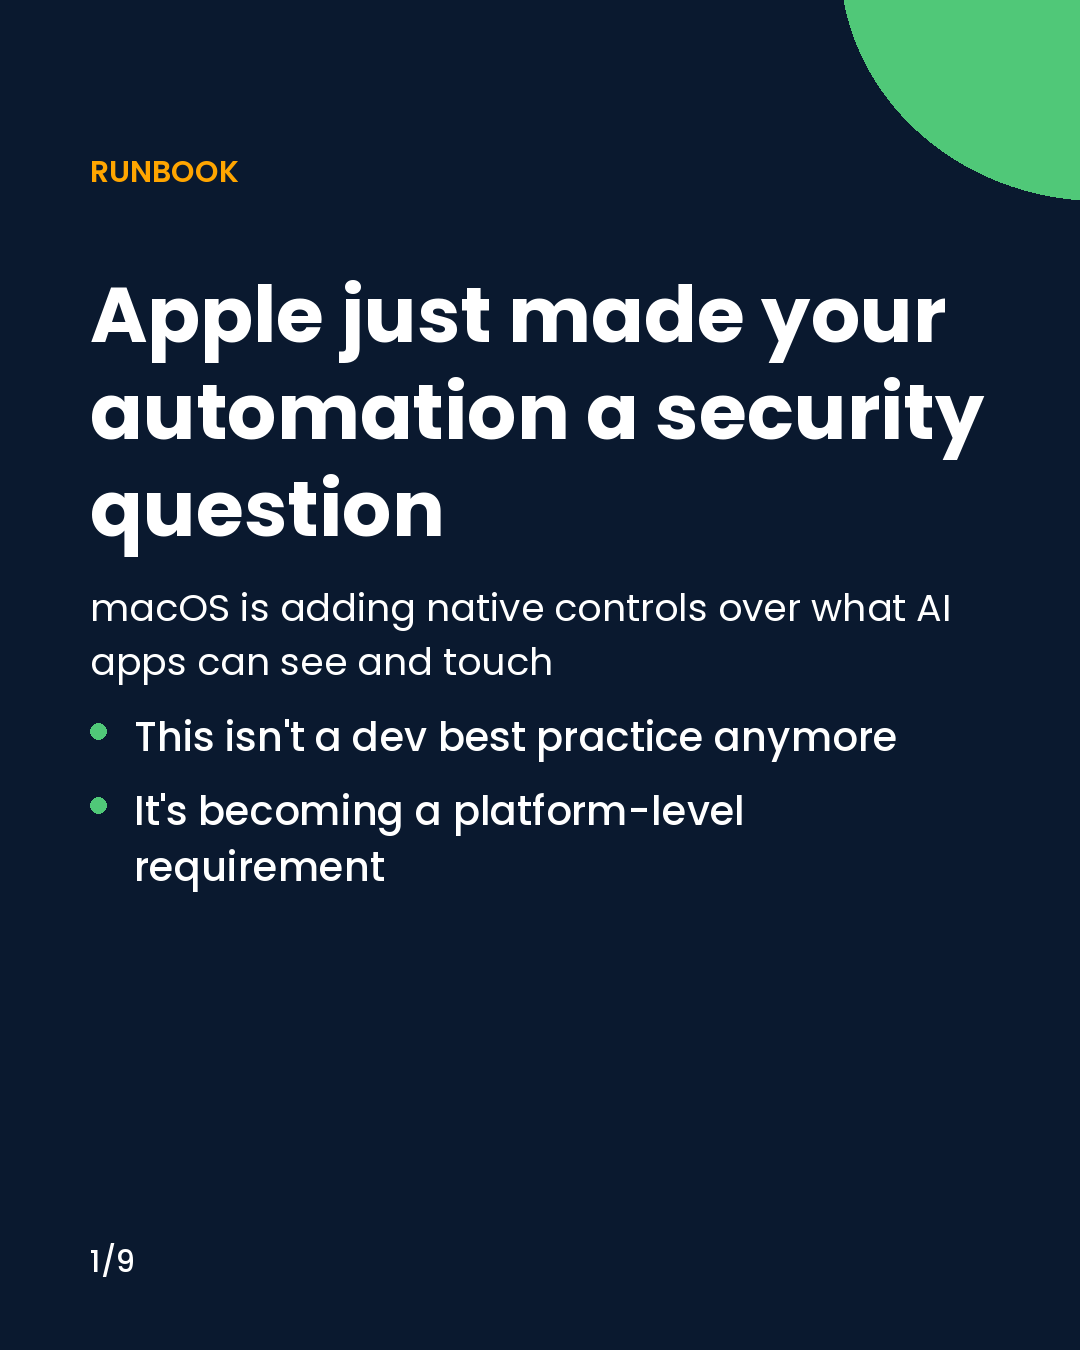 RUNBOOK
Apple just made your
automation a security
question
macOS is adding native controls over what AI
apps can see and touch
This isn't a dev best practice anymore
It's becoming a platform-level
requirement
1/9